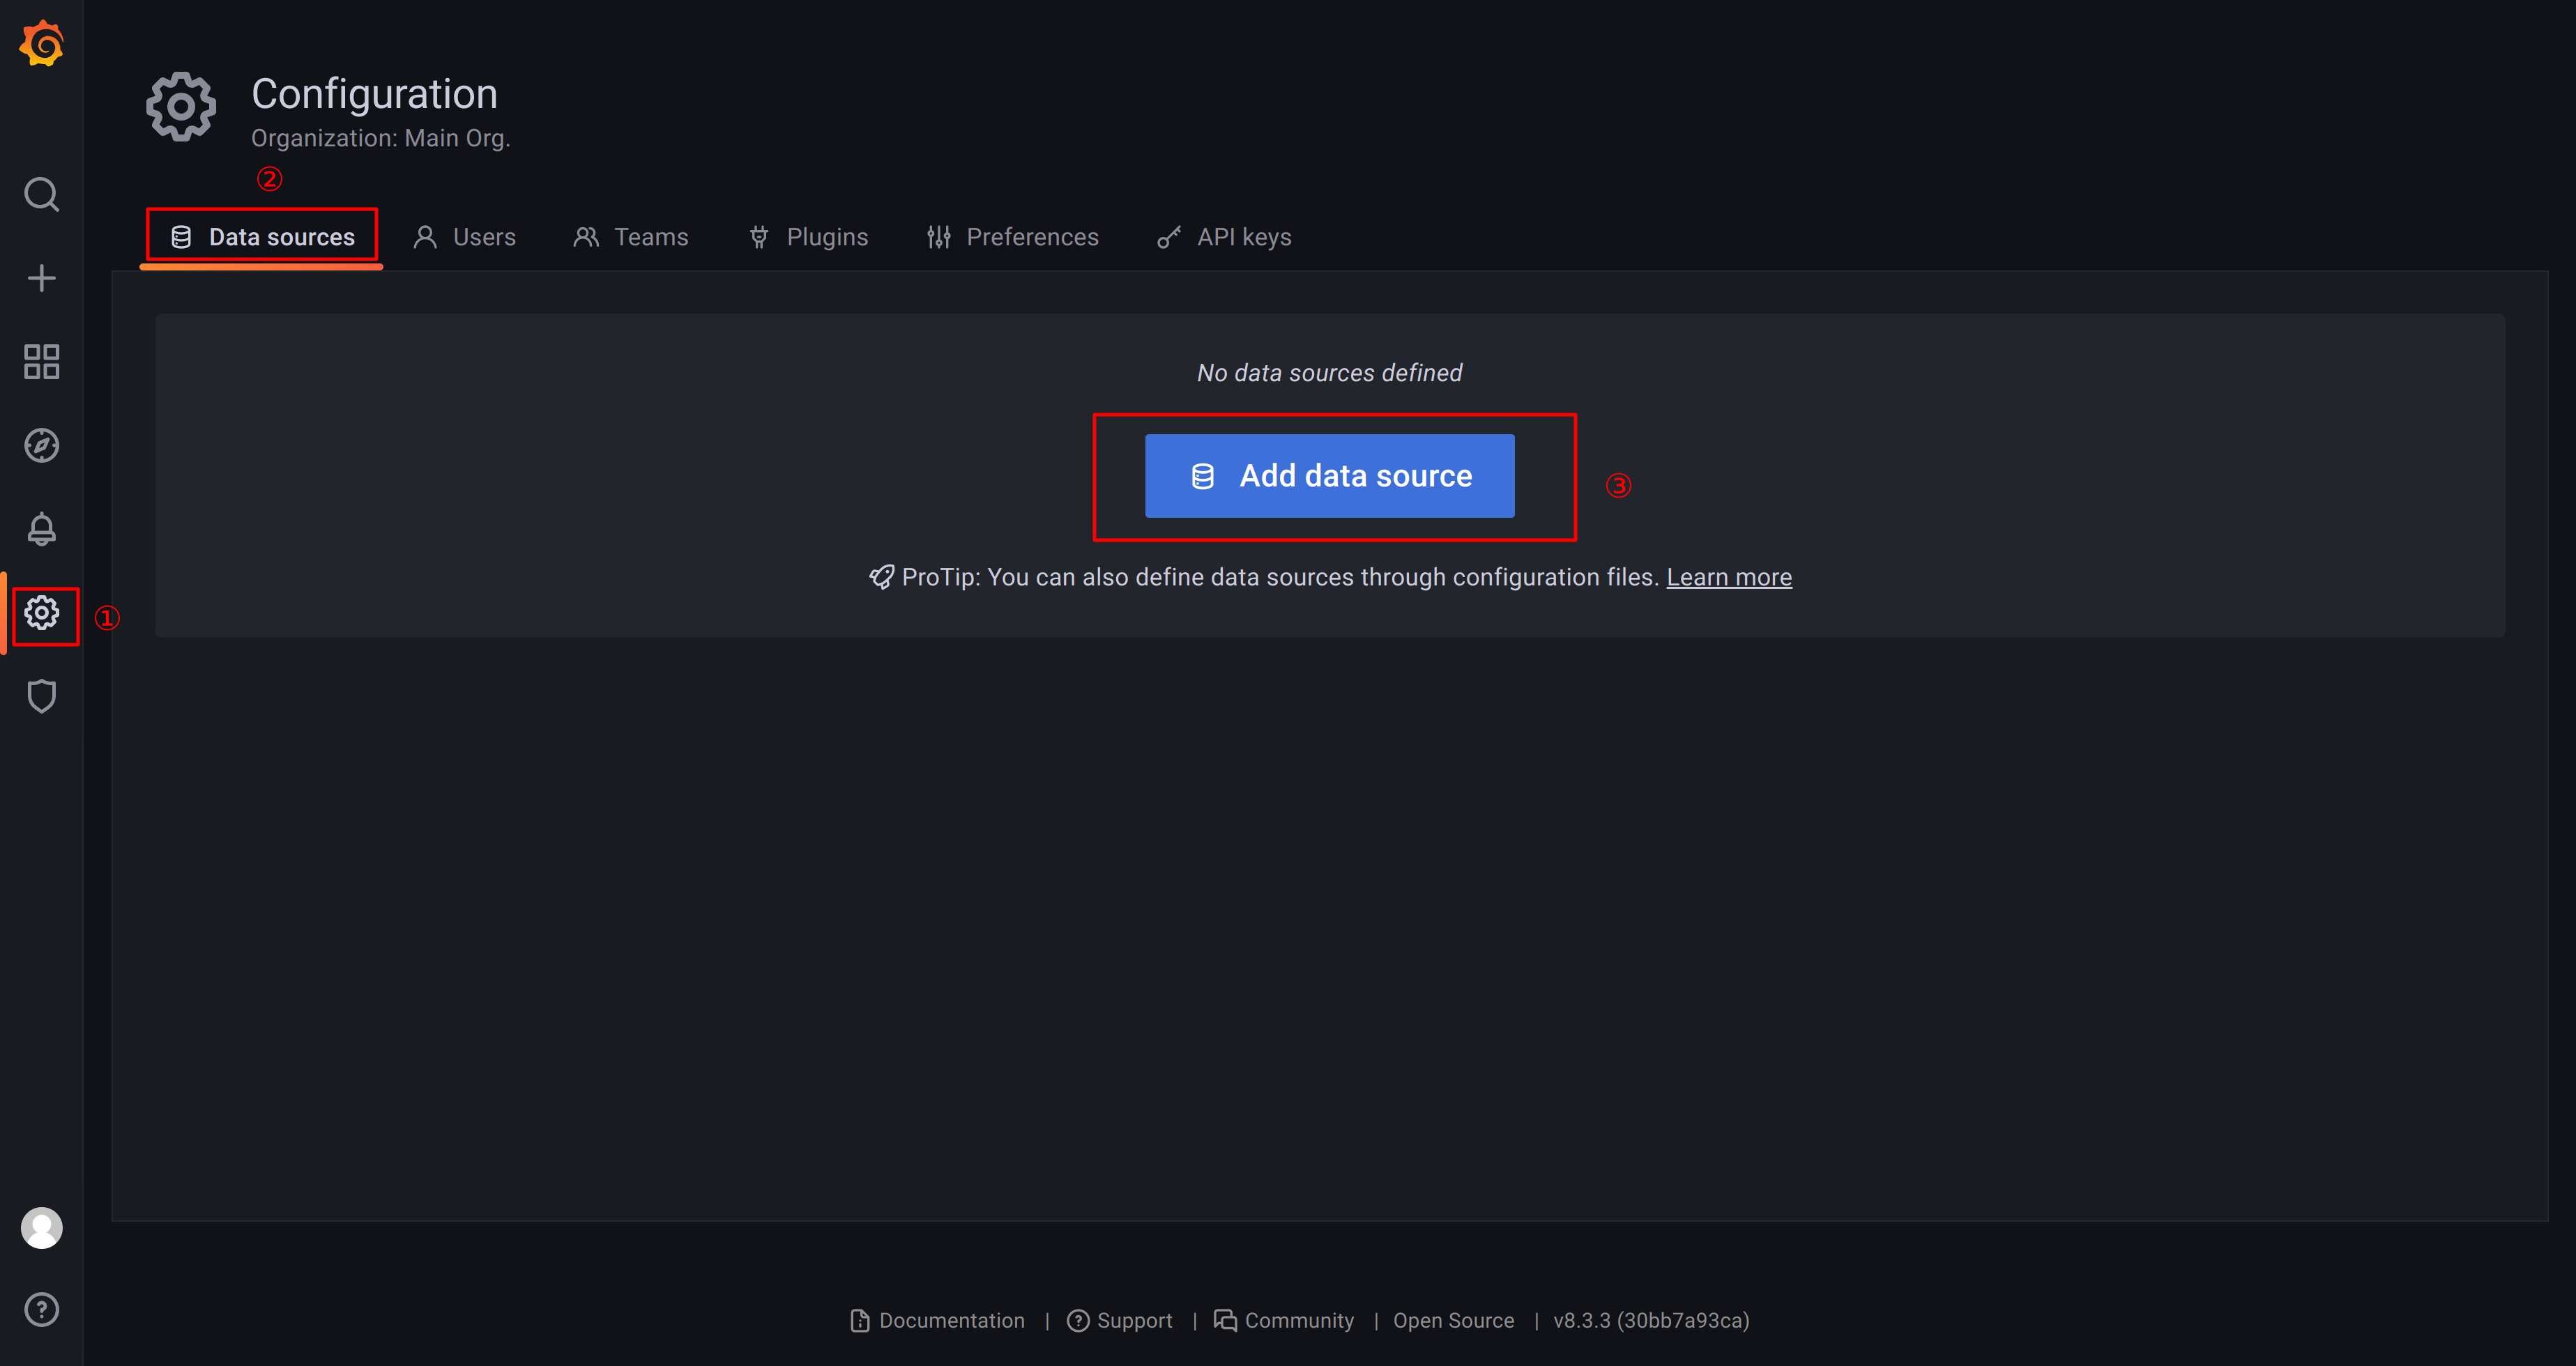 Configuration
Organization: Main Org.
②
Data sources Users Teams Plugins Preferences API keys
No data sources defined
Add data source ③
ProTip: You can also define data sources through configuration files. Learn more
①
Documentation | Support | Community | Open Source | v8.3.3 (30bb7a93ca)